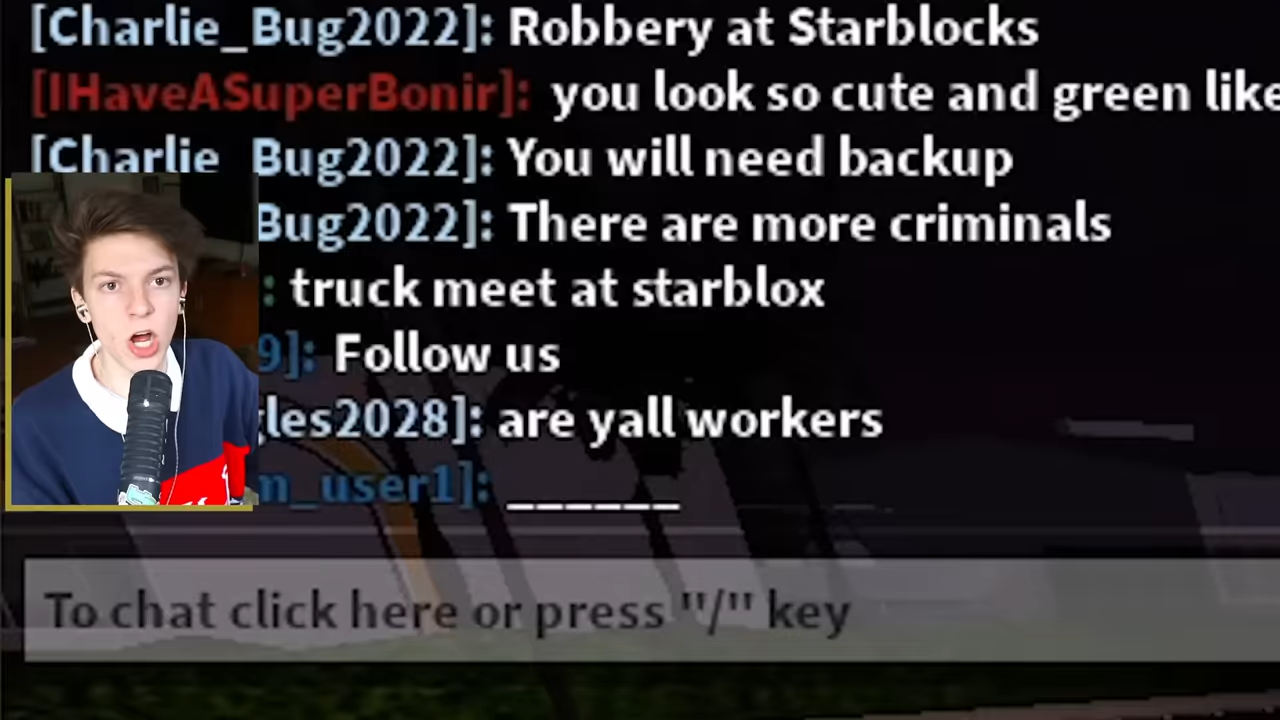 [Charlie_Bug2022]: Robbery at Starblocks
[IHaveASuperBonir]: you look so cute and green like
[Charlie_Bug2022]: You will need backup
Bug2022]: There are more criminals
: truck meet at starblox
9]: Follow us
gles2028]: are yall workers
m_user1]: ______
To chat click here or press "/" key